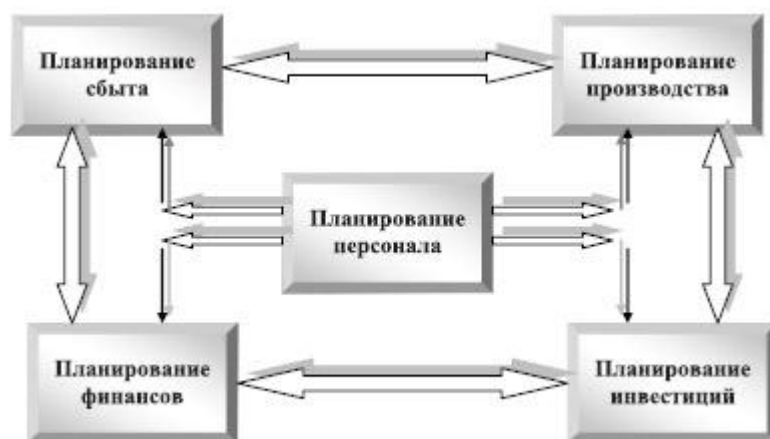 Планирование
сбыта
Планирование
производства
Планирование
персонала
Планирование
финансов
Планирование
инвестиций